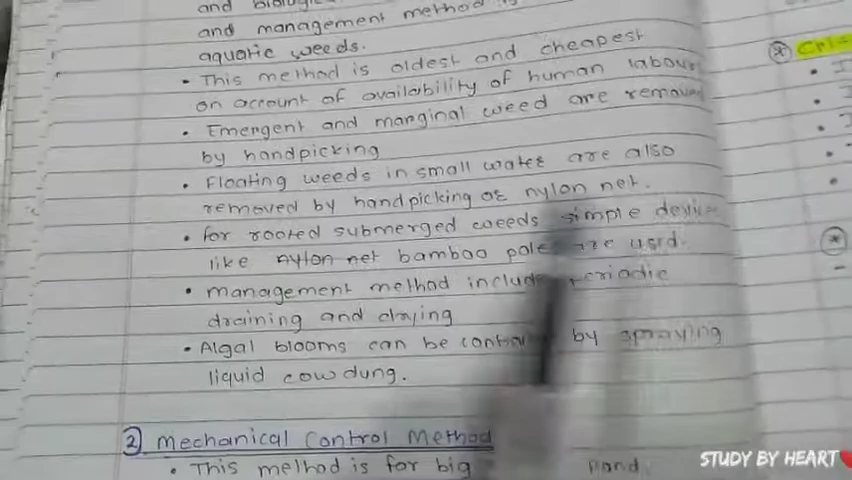 and
and management method
aquatic weeds.
• This method is oldest and cheapest
on account of availability of human labour
• Emergent and marginal weed are removed
by handpicking
• Floating weeds in small water are also
removed by handpicking or nylon net.
• for rooted submerged weeds simple device
like nylon net bamboo poles are used.
• management method include periodic
draining and drying
• Algal blooms can be control by spraying
liquid cowdung.
② Mechanical Control Method
• This method is for big pond.
STUDY BY HEART❤